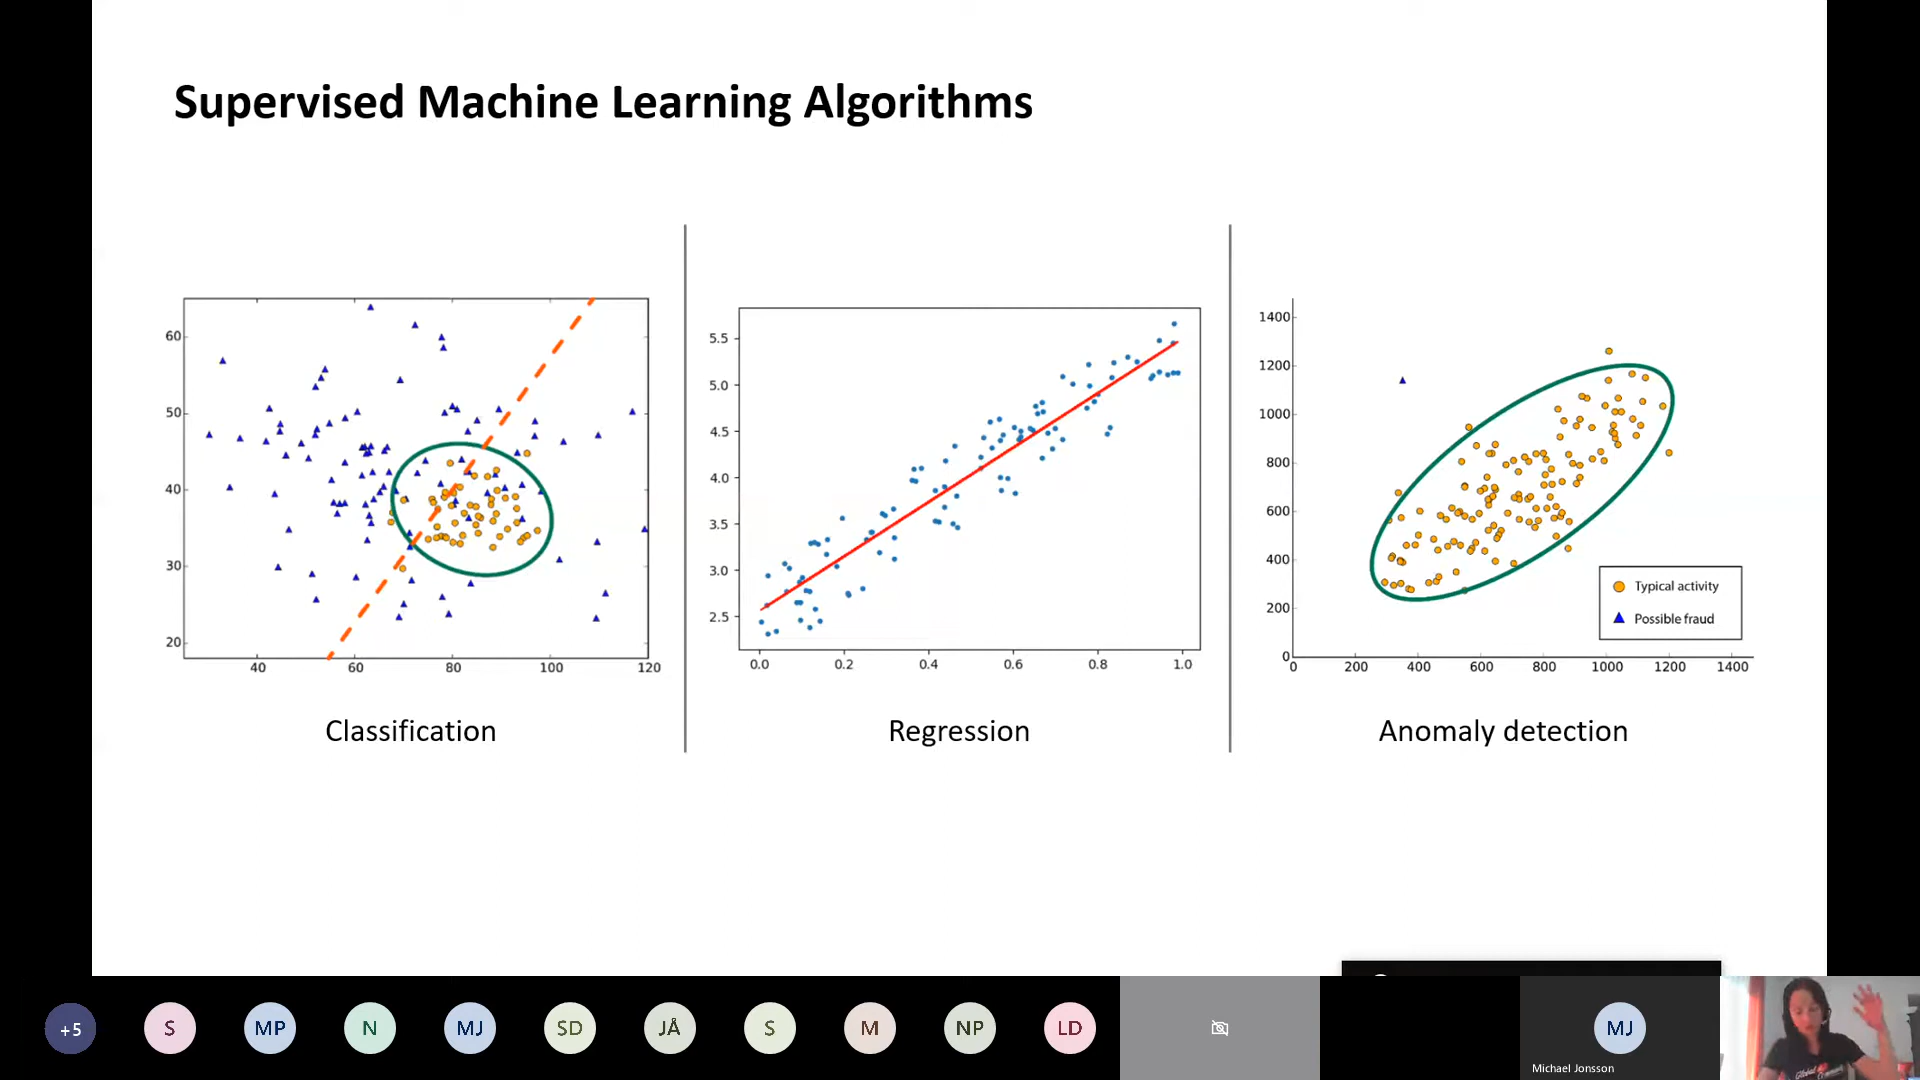 Supervised Machine Learning Algorithms
60
50
40
30
20
40 60 80 100 120
Classification
5.5
5.0
4.5
4.0
3.5
3.0
2.5
0.0 0.2 0.4 0.6 0.8 1.0
Regression
1400
1200
1000
800
600
400
200
0
0 200 400 600 800 1000 1200 1400
Typical activity
Possible fraud
Anomaly detection
+5 S MP N MJ SD JÅ S M NP LD MJ
Michael Jonsson
Global